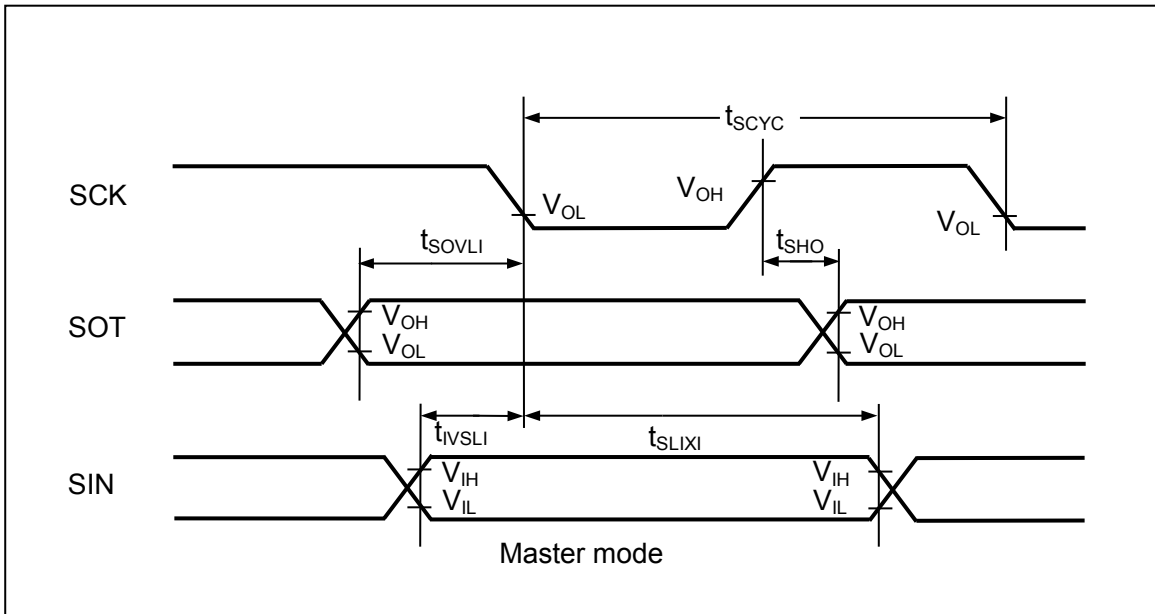 tSCYC
SCK
VOH
VOL
VOL
tSOVLI
tSHO
SOT
VOH
VOL
VOH
VOL
tIVSLI
tSLIXI
SIN
VIH
VIL
VIH
VIL
Master mode